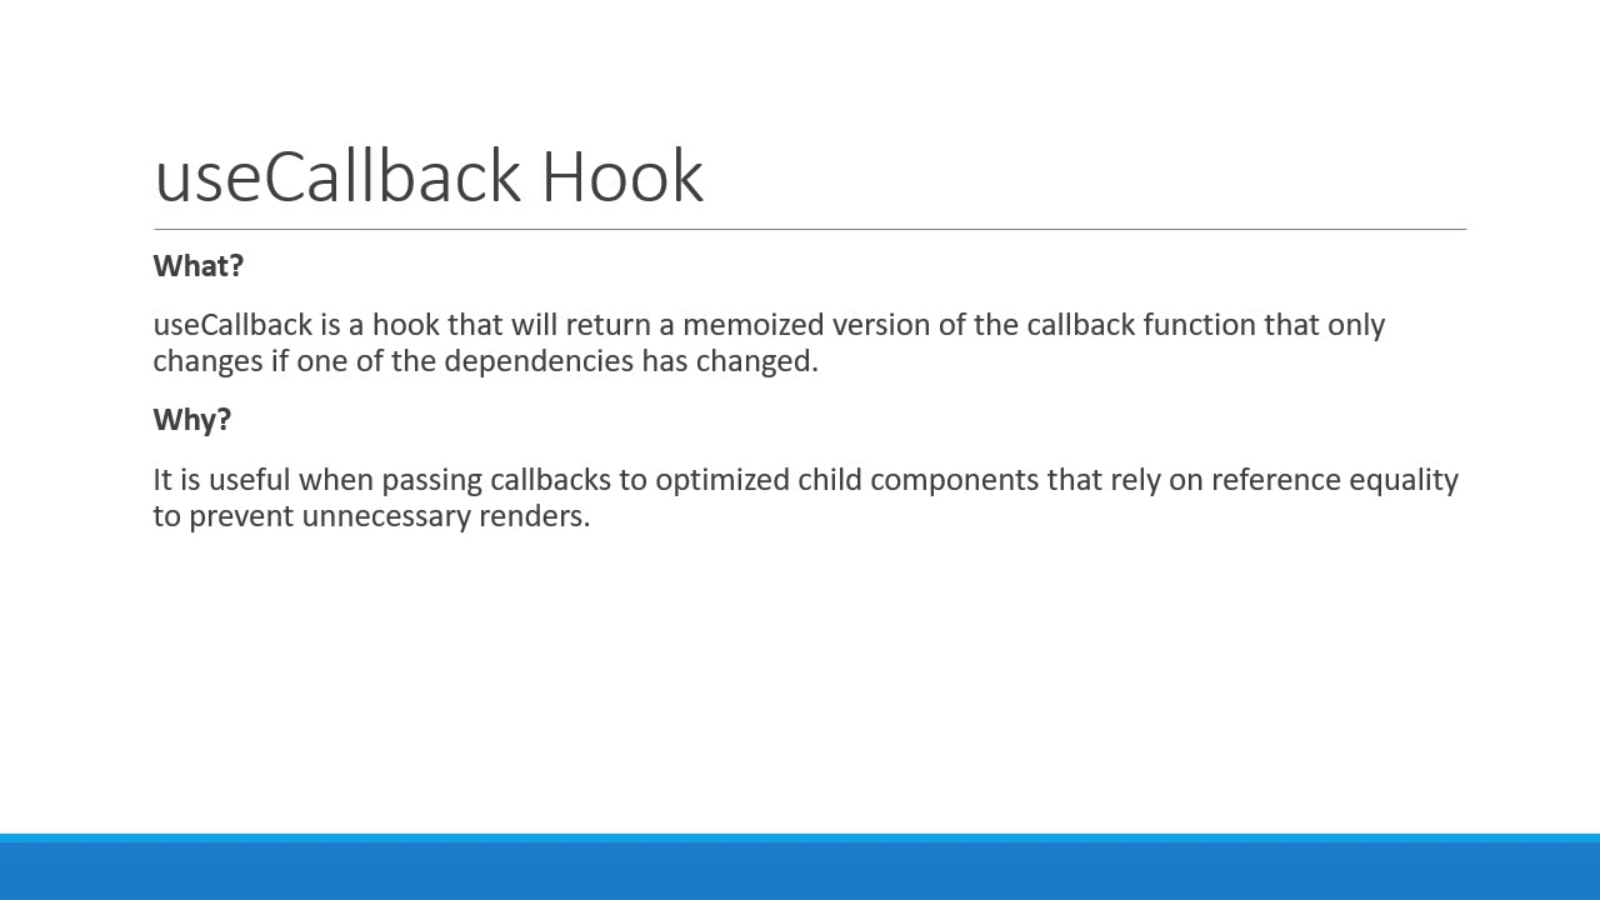 useCallback Hook
What?
useCallback is a hook that will return a memoized version of the callback function that only
changes if one of the dependencies has changed.
Why?
It is useful when passing callbacks to optimized child components that rely on reference equality
to prevent unnecessary renders.